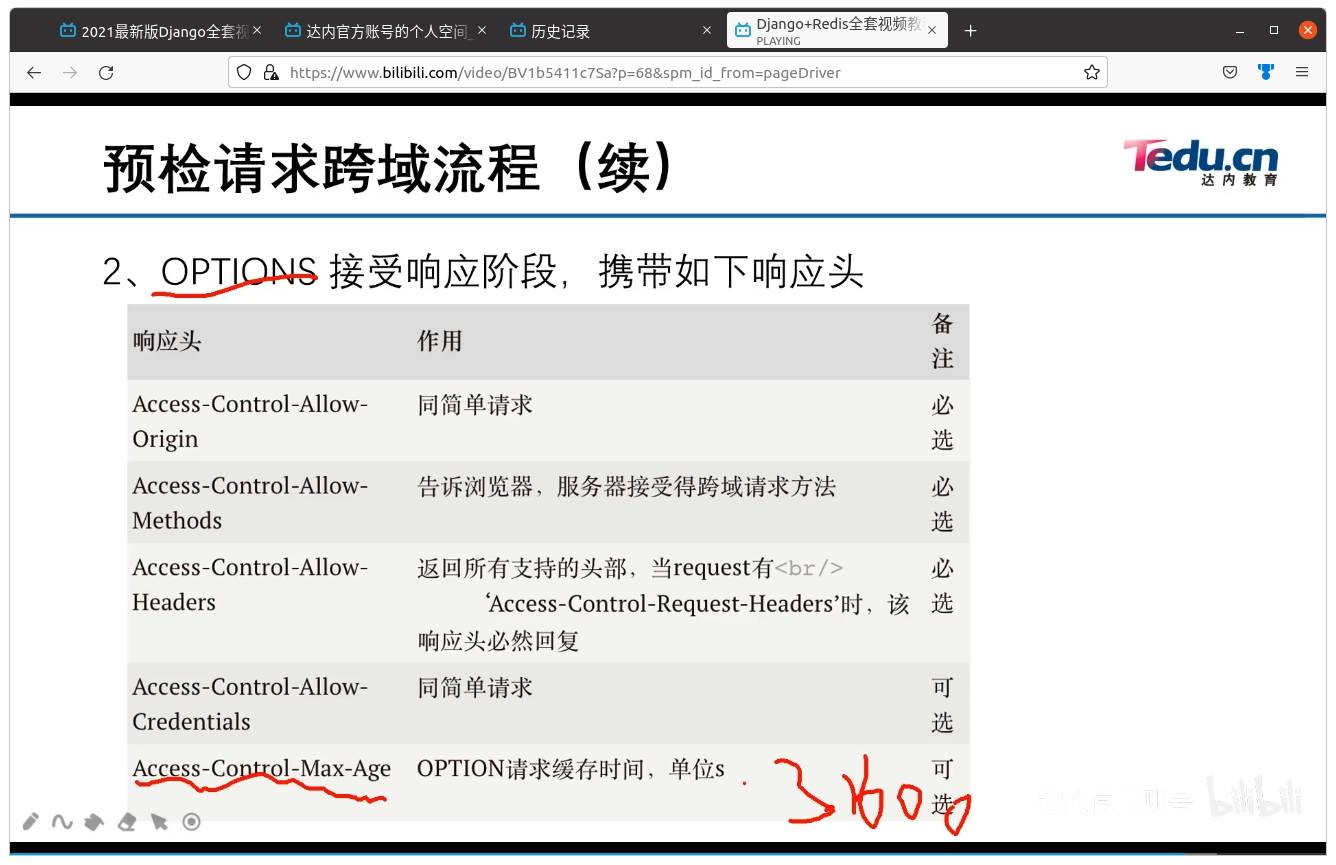 2021最新版Django全套视
达内官方账号的个人空间_
历史记录
Django+Redis全套视频教
PLAYING
https://www.bilibili.com/video/BV1b5411c7Sa?p=68&spm_id_from=pageDriver
预检请求跨域流程（续）
Tedu.cn
达内教育
2、OPTIONS 接受响应阶段，携带如下响应头
响应头 作用 备注
Access-Control-Allow-Origin 同简单请求 必选
Access-Control-Allow-Methods 告诉浏览器，服务器接受得跨域请求方法 必选
Access-Control-Allow-Headers 返回所有支持的头部，当request有<br/> 必选
‘Access-Control-Request-Headers’时，该
响应头必然回复
Access-Control-Allow-Credentials 同简单请求 可选
Access-Control-Max-Age OPTION请求缓存时间，单位s 可选
3600
bilibili